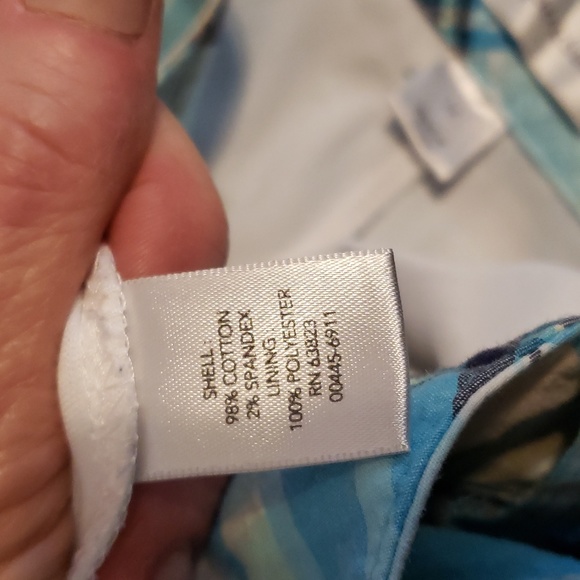 SHELL:
98% COTTON
2% SPANDEX
LINING:
100% POLYESTER
RN 63823
00445-6911